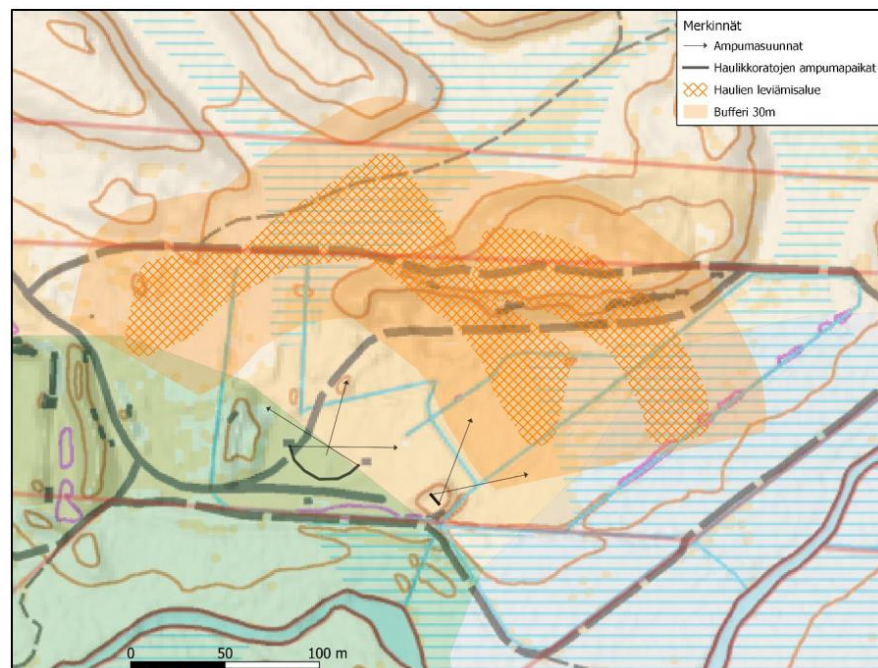 Merkinnät
Ampumasuunnat
Haulikkoratojen ampumapaikat
Haulien leviämisalue
Bufferi 30m
0 50 100 m